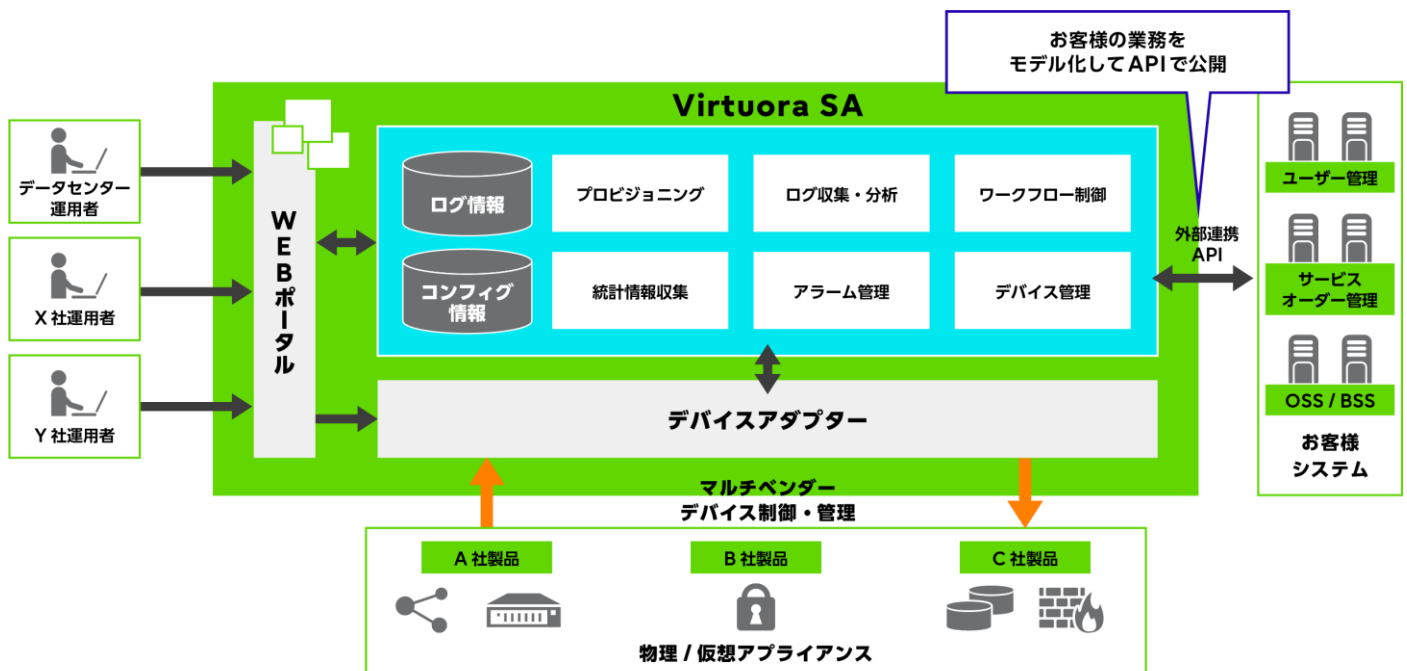 お客様の業務を
モデル化してAPIで公開
Virtuora SA
データセンター
運用者
X社運用者
Y社運用者
WEBポータル
ログ情報
コンフィグ
情報
プロビジョニング
ログ収集・分析
ワークフロー制御
統計情報収集
アラーム管理
デバイス管理
デバイスアダプター
外部連携
API
ユーザー管理
サービス
オーダー管理
OSS / BSS
お客様
システム
マルチベンダー
デバイス制御・管理
A社製品
B社製品
C社製品
物理 / 仮想アプライアンス